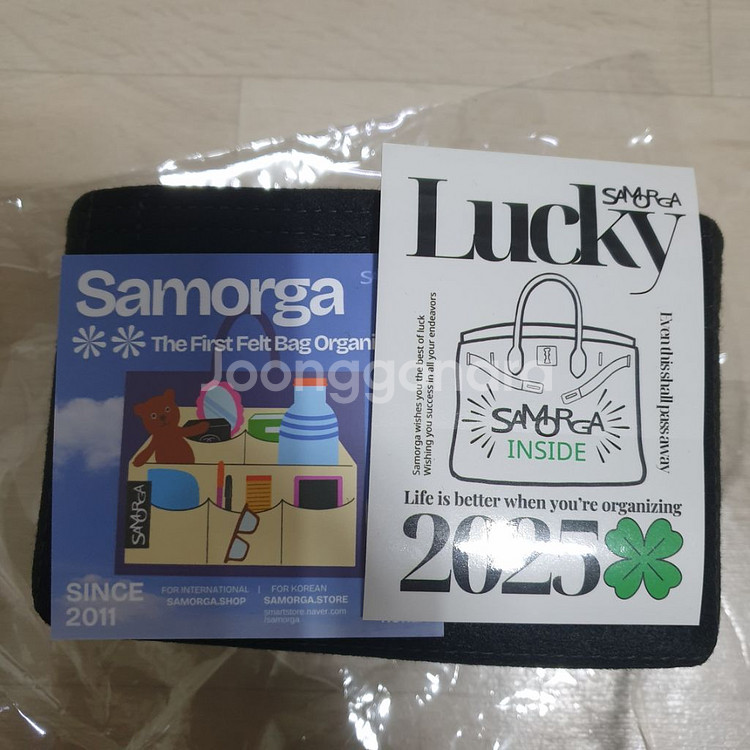 Samorga
The First Felt Bag Organi
SAMORGA
SINCE
2011
FOR INTERNATIONAL | FOR KOREAN
SAMORGA.SHOP SAMORGA.STORE
smartstore.naver.com
/samorga
Lucky
SAMORGA
Samorga wishes you the best of luck
Wishing you success in all your endeavors
Even this shall pass away
SAMORGA
INSIDE
Life is better when you're organizing
2025
Joonggonara